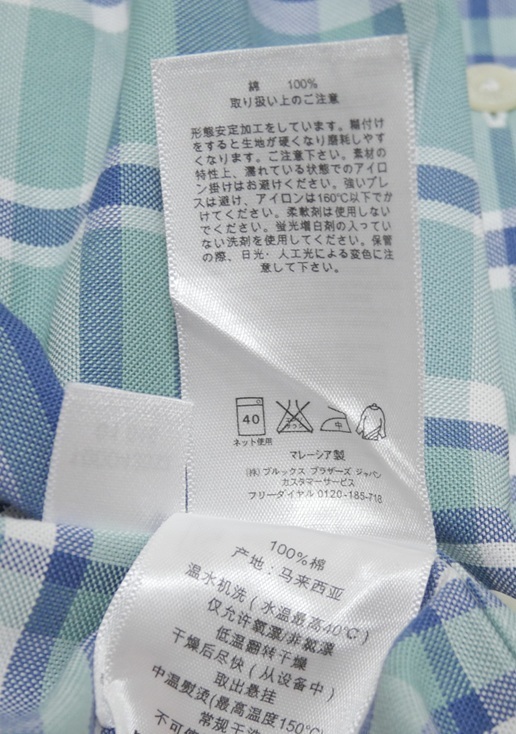 綿 100%
取り扱い上のご注意
形態安定加工をしています。糊付け
をすると生地が硬くなり磨耗しやす
くなります。ご注意下さい。素材の
特性上、濡れている状態でのアイロ
ン掛けはお避けください。強いプレ
スは避け、アイロンは160℃以下でか
けてください。柔軟剤は使用しない
でください。蛍光増白剤の入ってい
ない洗剤を使用してください。保管
の際、日光・人工光による変色に注
意して下さい。
40 中
ネット使用
マレーシア製
(株) ブルックス ブラザーズ ジャパン
カスタマーサービス
フリーダイヤル 0120-185-718
100%棉
产地：马来西亚
温水机洗 (水温最高40℃)
仅允许氧漂/非氯漂
低温翻转干燥
干燥后尽快 (从设备中)
取出悬挂
中温熨烫(最高温度150℃)
不可使 常规干洗